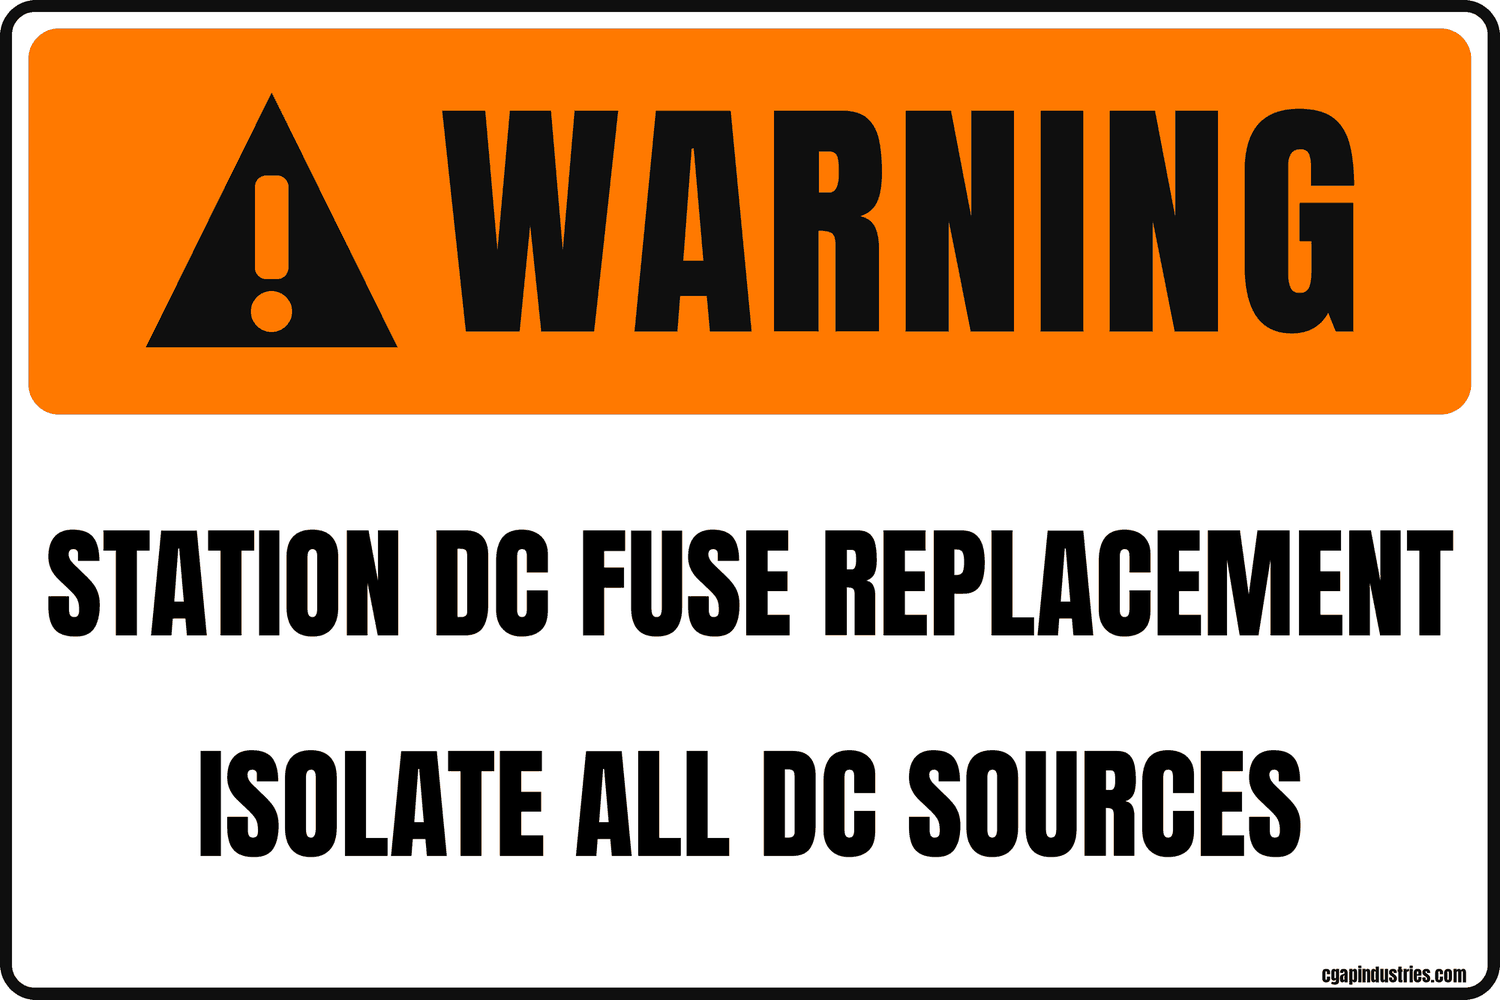 WARNING
STATION DC FUSE REPLACEMENT
ISOLATE ALL DC SOURCES
cgapindustries.com